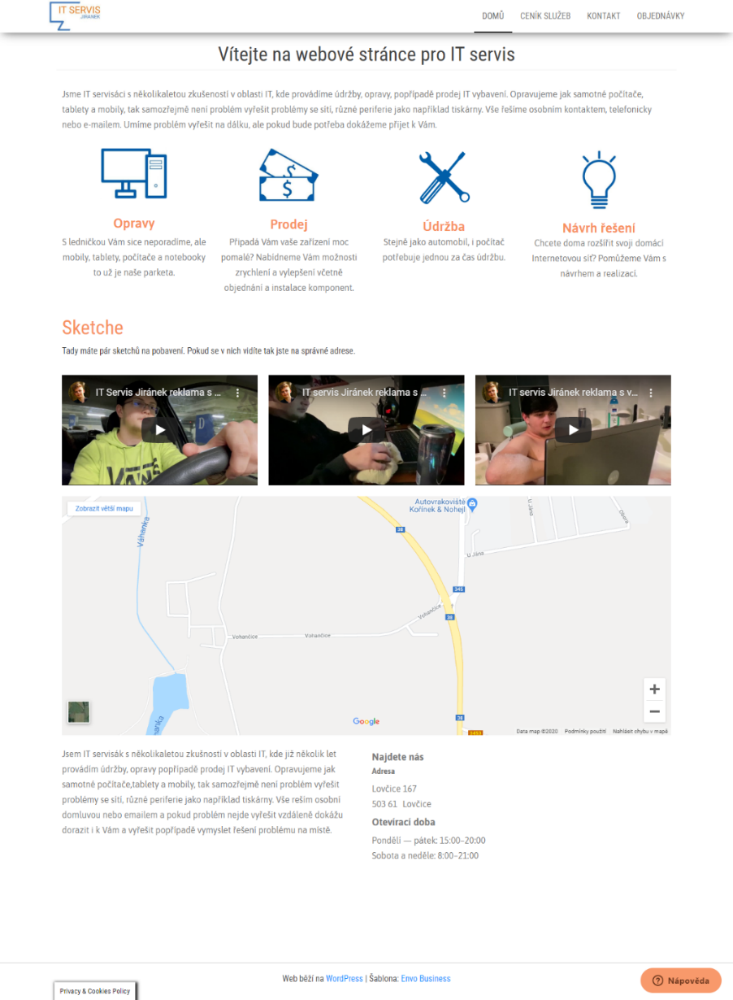 IT SERVIS
JIRANEK
DOMŮ
CENÍK SLUŽEB
KONTAKT
OBJEDNÁVKY
Vítejte na webové stránce pro IT servis
Jsme IT servisáci s několikaletou zkušeností v oblasti IT, kde provádíme údržby, opravy, popřípadě prodej IT vybavení. Opravujeme jak samotné počítače,
tablety a mobily, tak samozřejmě není problém vyřešit problémy se sítí, různé periferie jako například tiskárny. Vše řešíme osobním kontaktem, telefonicky
nebo e-mailem. Umíme problém vyřešit na dálku, ale pokud bude potřeba dokážeme přijet k Vám.
Opravy
S ledničkou Vám sice neporadíme, ale
mobily, tablety, počítače a notebooky
to už je naše parketa.
Prodej
Připadá Vám vaše zařízení moc
pomalé? Nabídneme Vám možnosti
zrychlení a vylepšení včetně
objednání a instalace komponent.
Údržba
Stejně jako automobil, i počítač
potřebuje jednou za čas údržbu.
Návrh řešení
Chcete doma rozšířit svoji domácí
Internetovou síť? Pomůžeme Vám s
návrhem a realizací.
Sketche
Tady máte pár sketchů na pobavení. Pokud se v nich vidíte tak jste na správné adrese.
IT Servis Jiránek reklama s ...
IT servis Jiránek reklama s ...
IT servis Jiránek reklama s v...
VANS
D
Zobrazit větší mapu
Autovrakoviště
Kořínek & Nohejl
Váhanka
U Jána
Obora
38
U Jána
345
Vohančice
38
Vohančice
Vohančice
Váhanka
Google
38
Data map ©2020
Podmínky použití
Nahlásit chybu v mapě
Jsem IT servisák s několikaletou zkušností v oblasti IT, kde již několik let
provádím údržby, opravy popřípadě prodej IT vybavení. Opravujeme jak
samotné počítače,tablety a mobily, tak samozřejmě není problém vyřešit
problémy se sítí, různé periferie jako například tiskárny. Vše reším osobní
domluvou nebo emailem a pokud problém nejde vyřešit vzdáleně dokážu
dorazit i k Vám a vyřešit popřípadě vymyslet řešení problému na místě.
Najdete nás
Adresa
Lovčice 167
503 61 Lovčice
Otevírací doba
Pondělí — pátek: 15:00–20:00
Sobota a neděle: 8:00–21:00
Web běží na WordPress | Šablona: Envo Business
Privacy & Cookies Policy
Nápověda